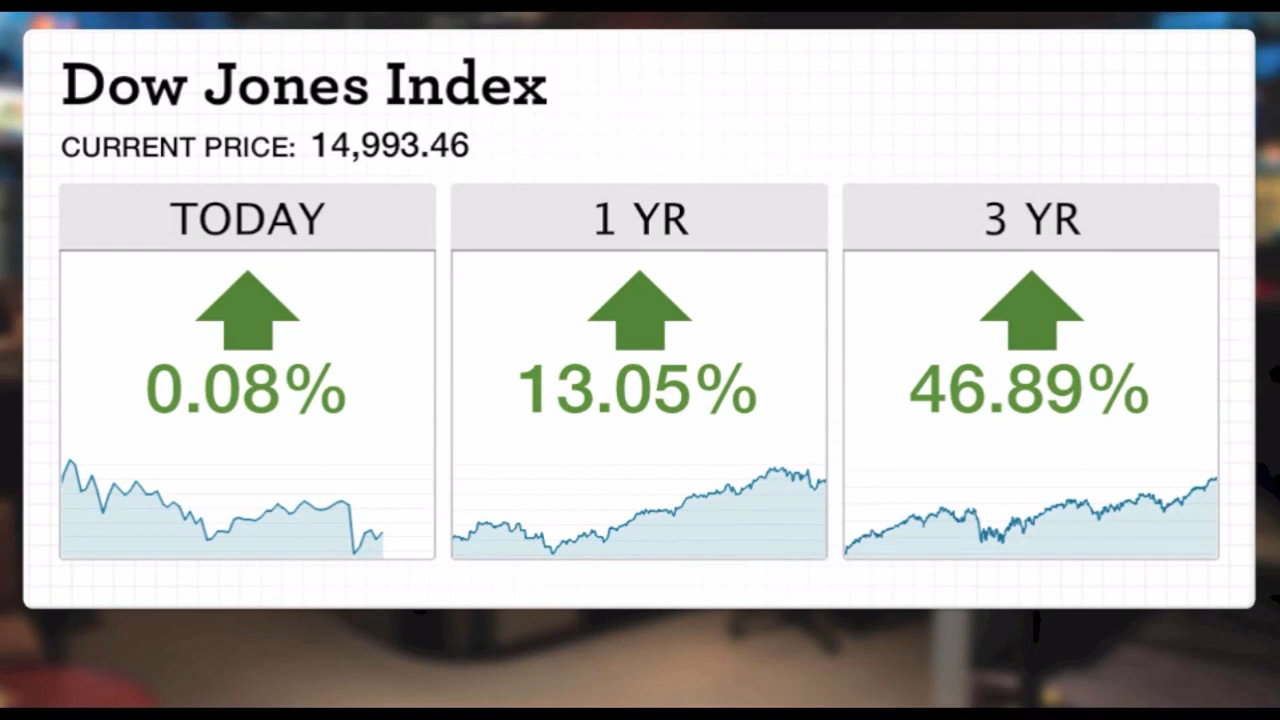 Dow Jones Index
CURRENT PRICE: 14,993.46
TODAY
1 YR
3 YR
0.08%
13.05%
46.89%